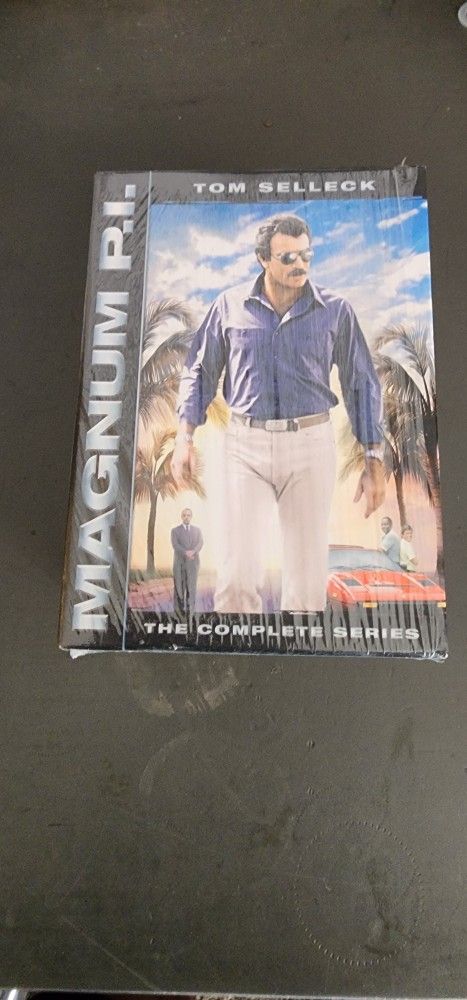 TOM SELLECK
MAGNUM P.I.
THE COMPLETE SERIES